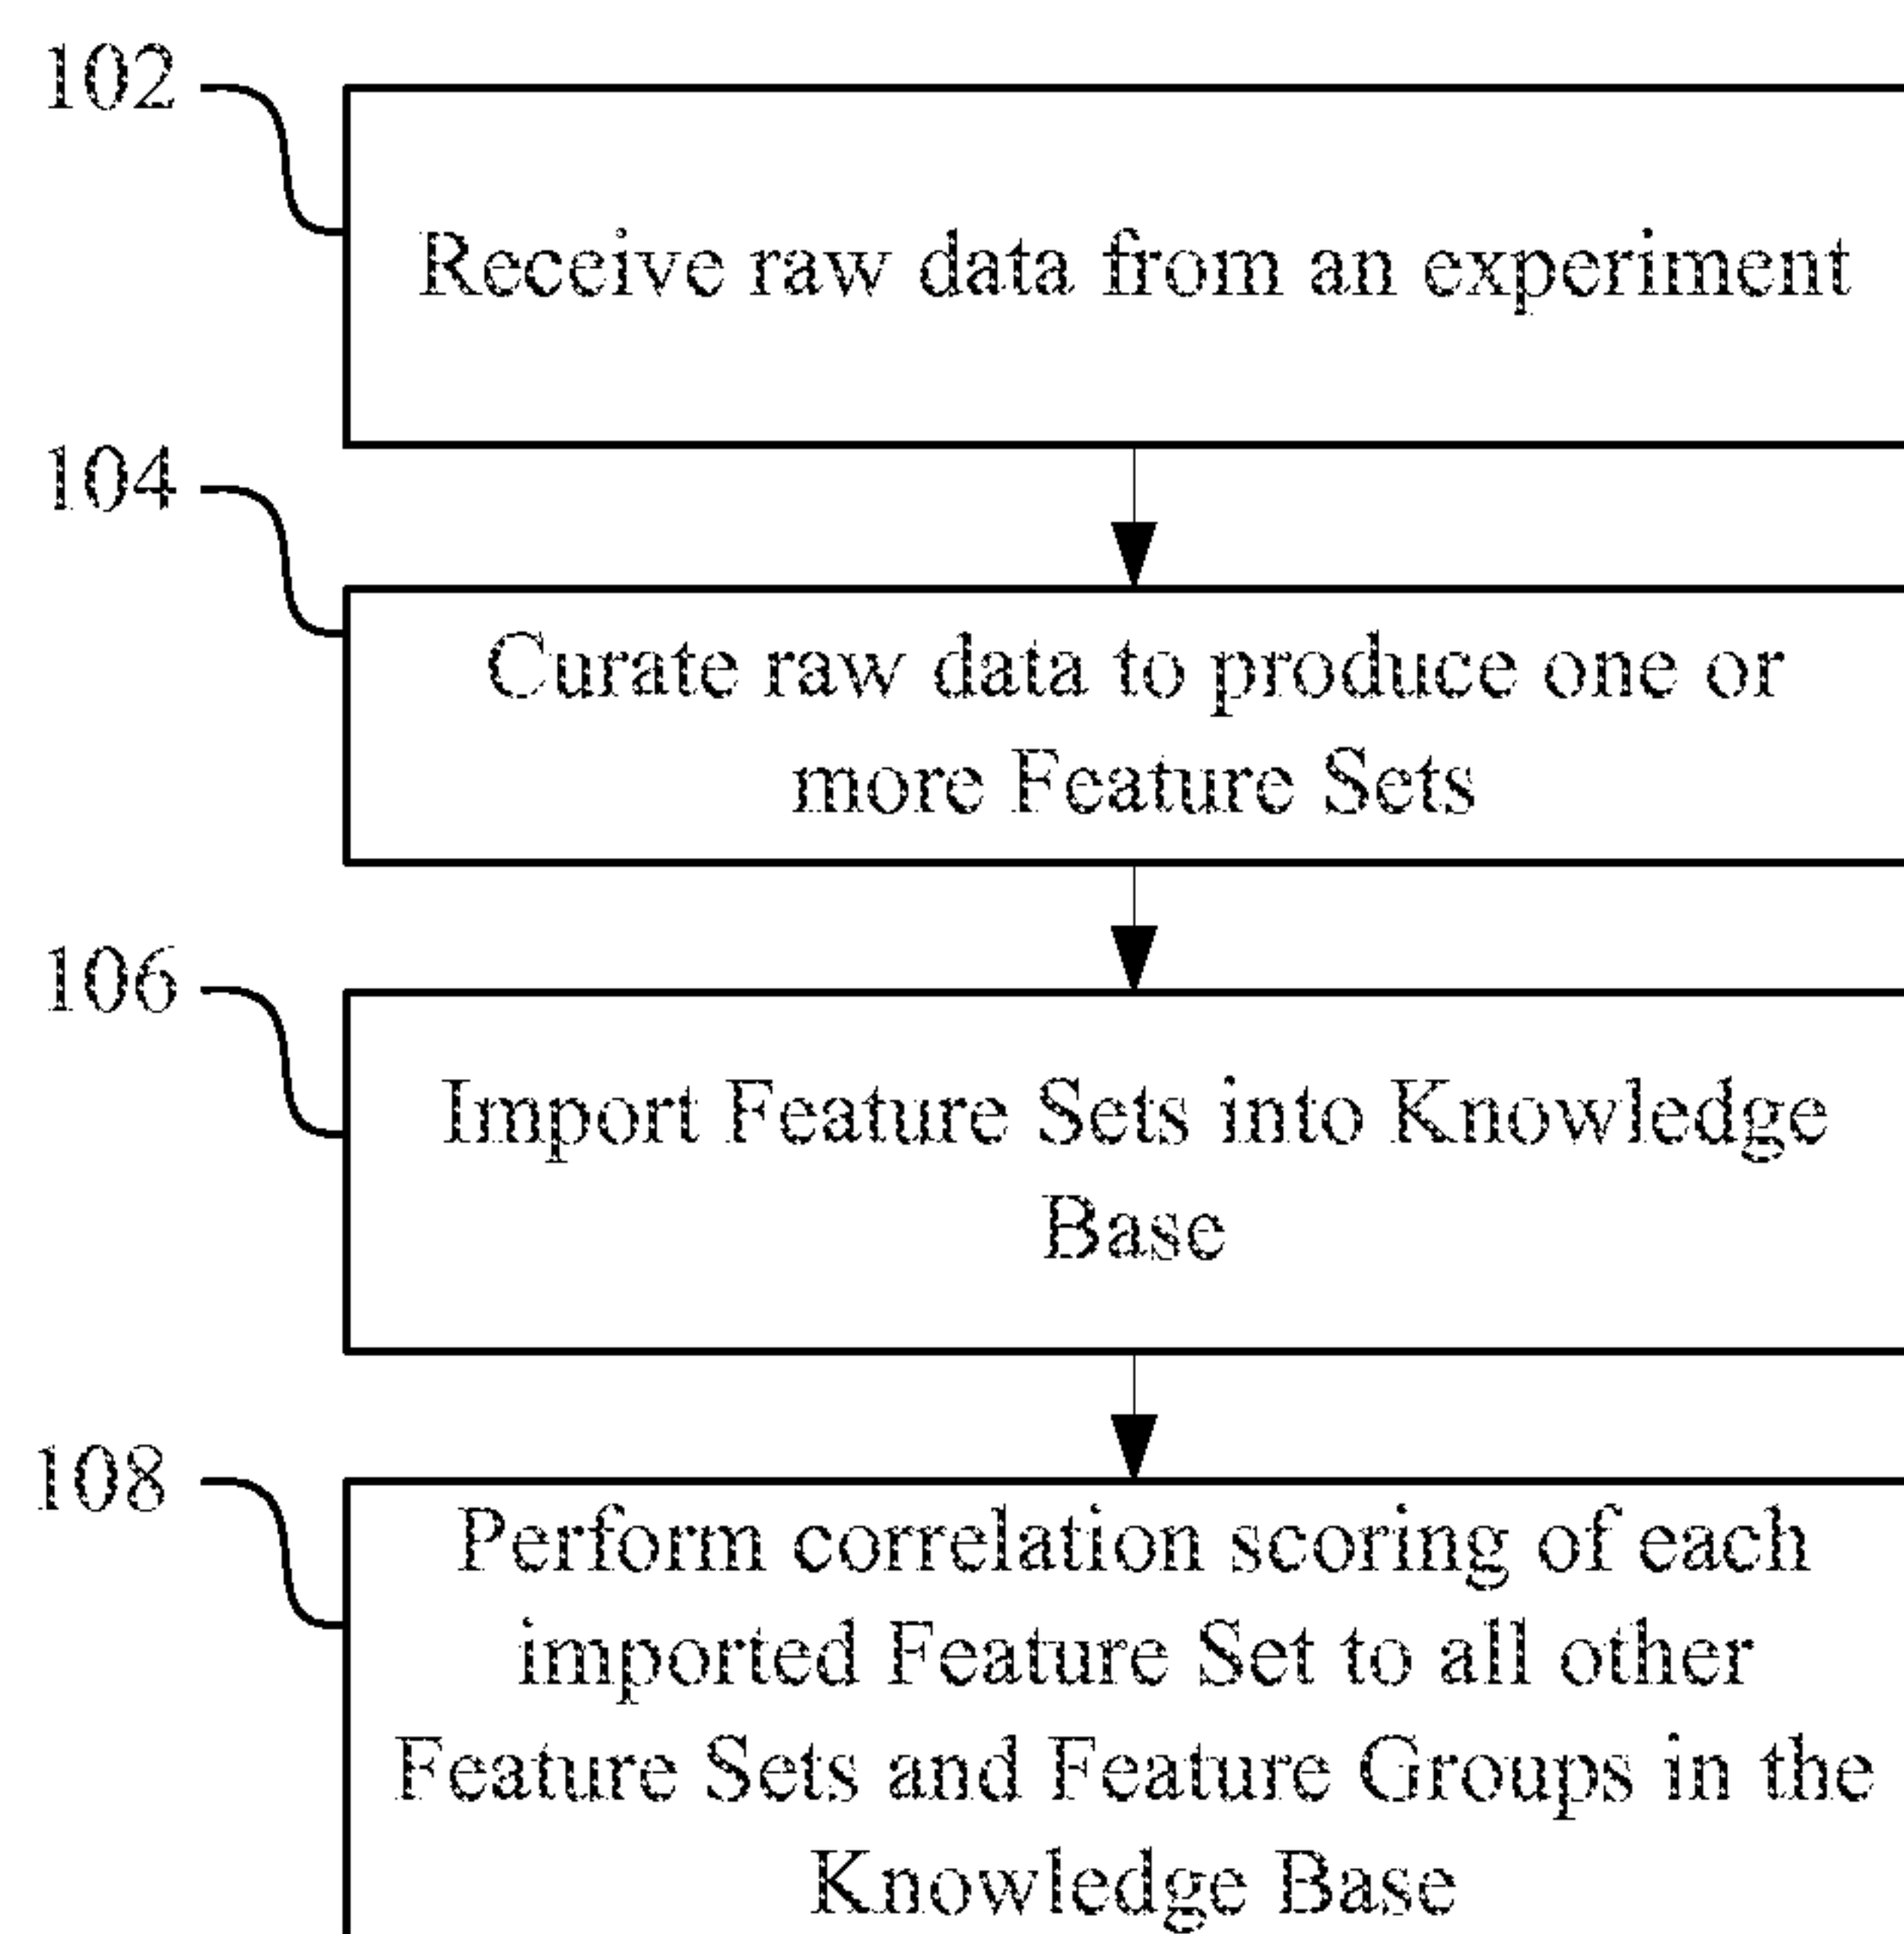 102
Receive raw data from an experiment
104
Curate raw data to produce one or
more Feature Sets
106
Import Feature Sets into Knowledge
Base
108
Perform correlation scoring of each
imported Feature Set to all other
Feature Sets and Feature Groups in the
Knowledge Base